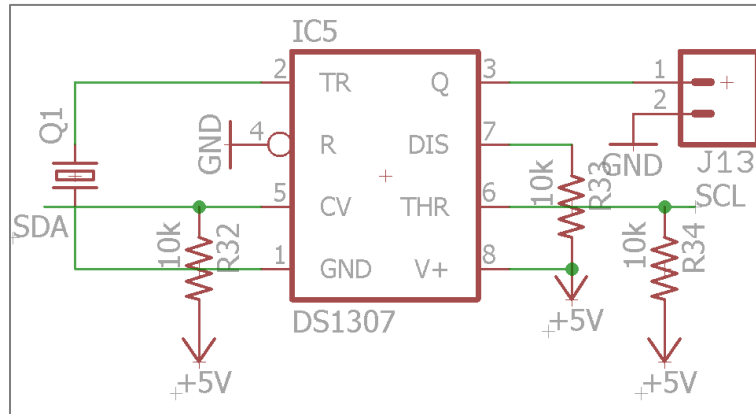 IC5
2 TR Q 3 1
Q1 GND 4 R DIS 7 2 GND J13
SDA 5 CV THR 6 10k R33 SCL
10k R32 1 GND V+ 8 10k R34
DS1307 +5V
+5V +5V